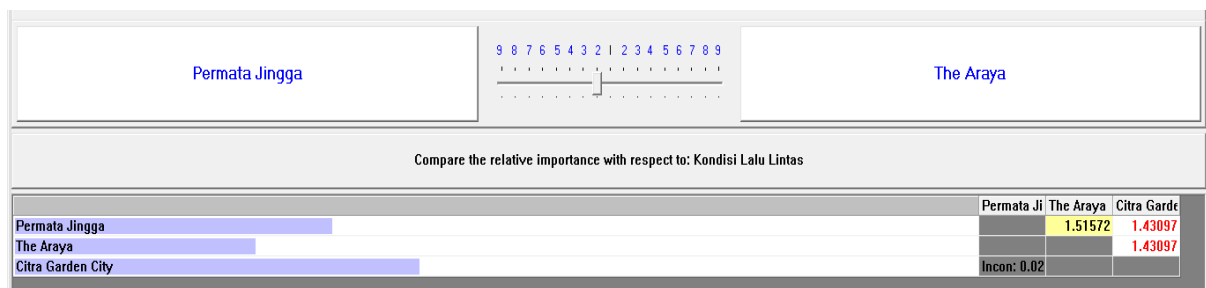 9 8 7 6 5 4 3 2 1 2 3 4 5 6 7 8 9
Permata Jingga
The Araya
Compare the relative importance with respect to: Kondisi Lalu Lintas
Permata Ji The Araya Citra Garde
Permata Jingga 1.51572 1.43097
The Araya 1.43097
Citra Garden City Incon: 0.02